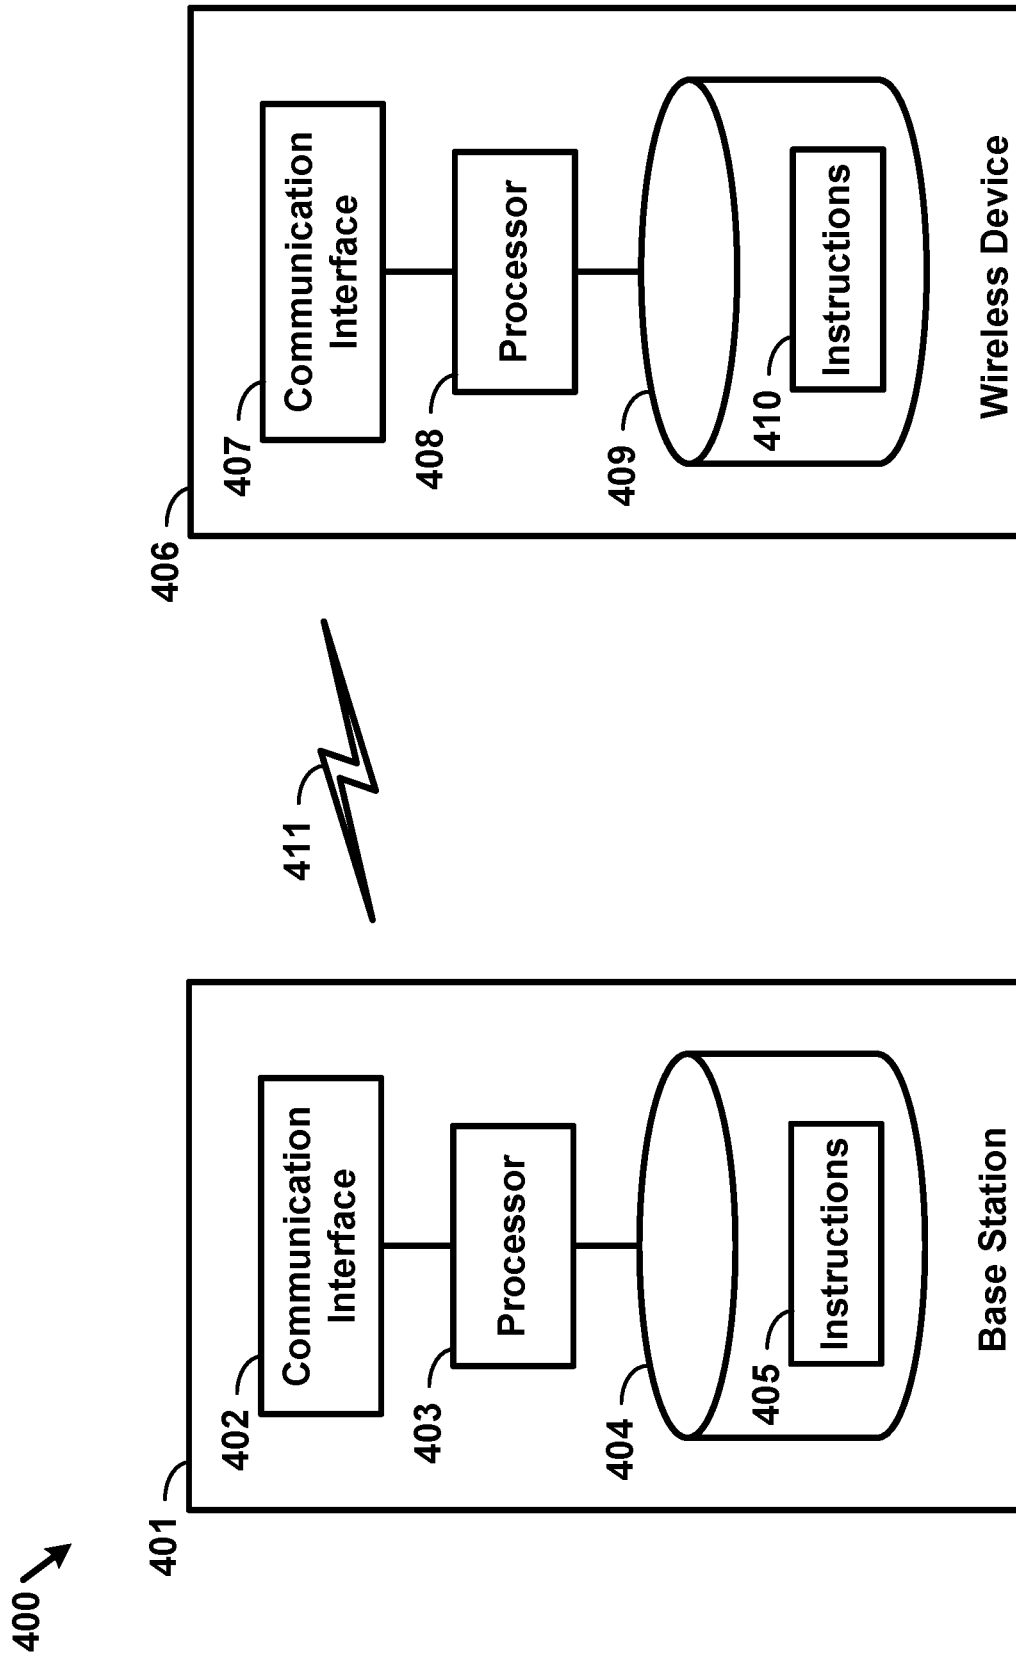 400
401
402
Communication
Interface
403
Processor
404
405
Instructions
Base Station
411
406
407
Communication
Interface
408
Processor
409
410
Instructions
Wireless Device